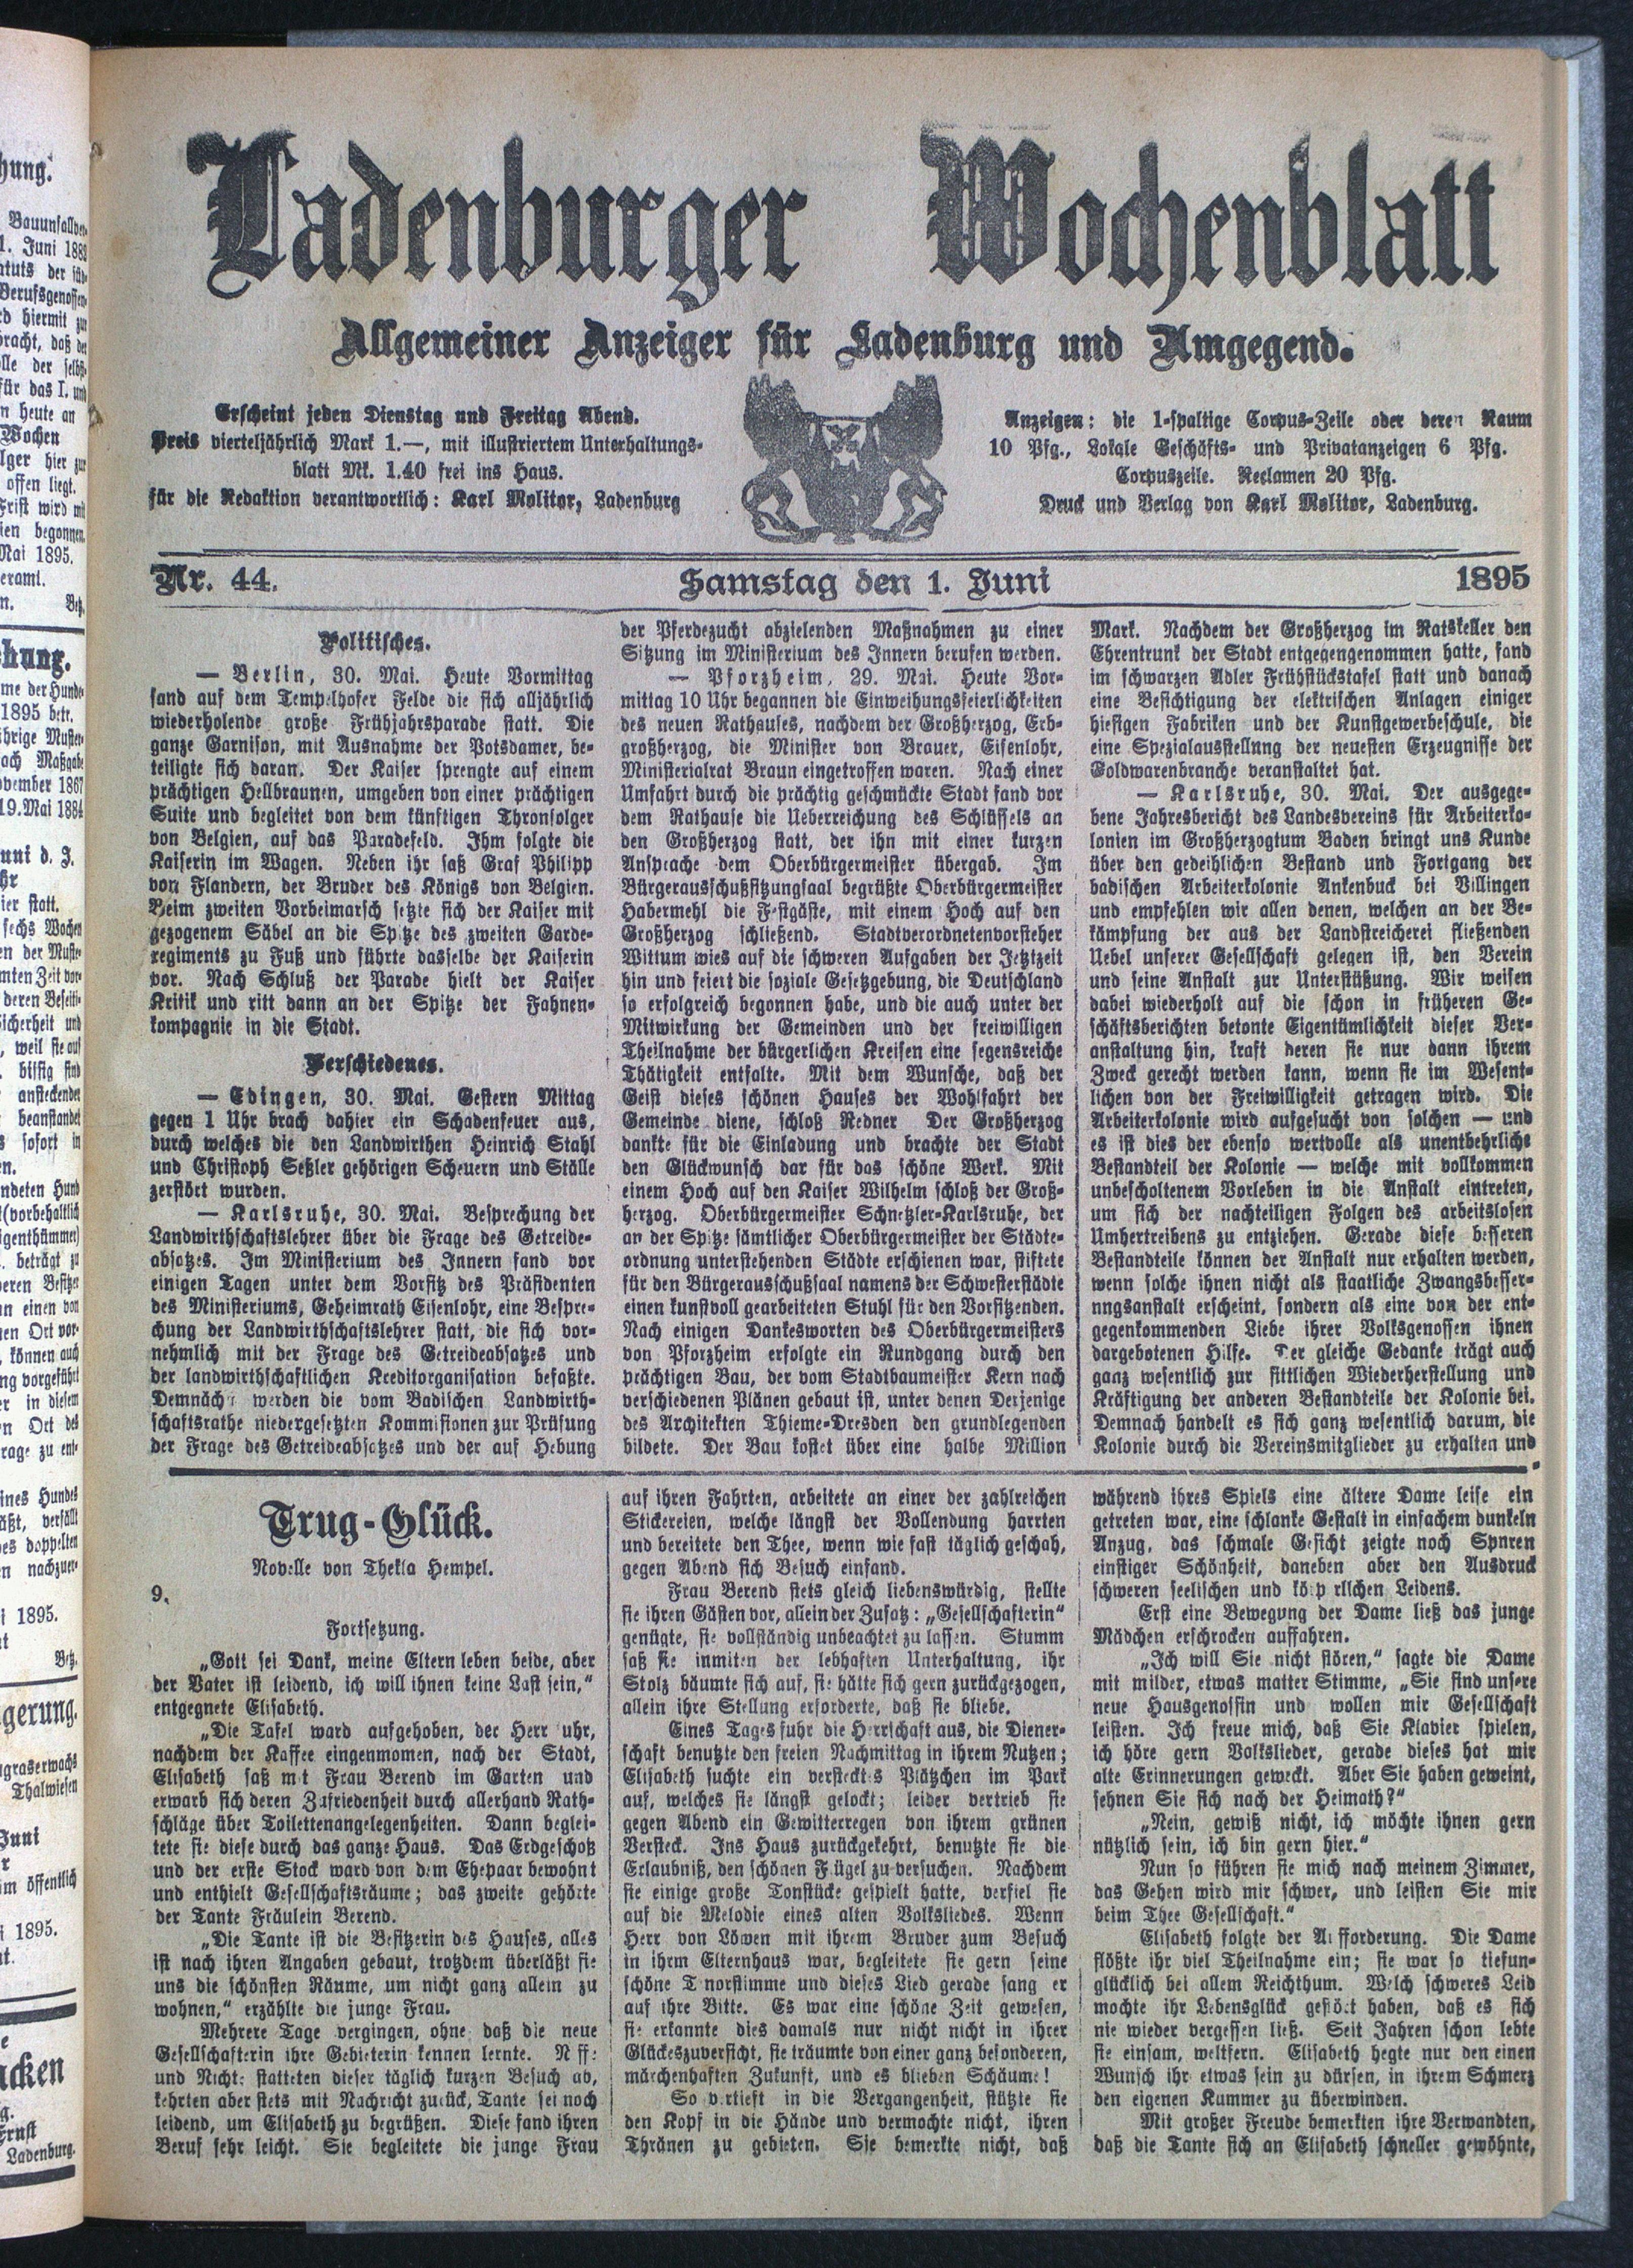 Ladenburger Wochenblatt
Allgemeiner Anzeiger für Ladenburg und Umgegend.
Erscheint jeden Dienstag und Freitag Abend.
Preis vierteljährlich Mark 1.—, mit illustriertem Unterhaltungs-
blatt Mk. 1.40 frei ins Haus.
für die Redaktion verantwortlich: Karl Molitor, Ladenburg
Anzeigen: die 1-spaltige Corpus-Zeile oder deren Raum
10 Pfg., Lokale Geschäfts- und Privatanzeigen 6 Pfg.
Corpuszeile. Reclamen 20 Pfg.
Druck und Verlag von Karl Molitor, Ladenburg.
Nr. 44. Samstag den 1. Juni 1895
Politisches.
— Berlin, 30. Mai. Heute Vormittag
fand auf dem Tempelhofer Felde die sich alljährlich
wiederholende große Frühjahrsparade statt. Die
ganze Garnison, mit Ausnahme der Potsdamer, be-
teiligte sich daran. Der Kaiser sprengte auf einem
prächtigen Hellbraunen, umgeben von einer prächtigen
Suite und begleitet von dem künftigen Thronfolger
von Belgien, auf das Paradefeld. Ihm folgte die
Kaiserin im Wagen. Neben ihr saß Graf Philipp
von Flandern, der Bruder des Königs von Belgien.
Beim zweiten Vorbeimarsch setzte sich der Kaiser mit
gezogenem Säbel an die Spitze des zweiten Garde-
regiments zu Fuß und führte dasselbe der Kaiserin
vor. Nach Schluß der Parade hielt der Kaiser
Kritik und ritt dann an der Spitze der Fahnen-
kompagnie in die Stadt.
Verschiedenes.
— Edingen, 30. Mai. Gestern Mittag
gegen 1 Uhr brach dahier ein Schadenfeuer aus,
durch welches die den Landwirthen Heinrich Stahl
und Christoph Seßler gehörigen Scheuern und Ställe
zerstört wurden.
— Karlsruhe, 30. Mai. Besprechung der
Landwirthschaftslehrer über die Frage des Getreide-
absatzes. Im Ministerium des Innern fand vor
einigen Tagen unter dem Vorsitz des Präsidenten
des Ministeriums, Geheimrath Eisenlohr, eine Bespre-
chung der Landwirthschaftslehrer statt, die sich vor-
nehmlich mit der Frage des Getreideabsatzes und
der landwirthschaftlichen Kreditorganisation befaßte.
Demnächst werden die vom Badischen Landwirth-
schaftsrathe niedergesetzten Kommisionen zur Prüfung
der Frage des Getreideabsatzes und der auf Hebung
der Pferdezucht abzielenden Maßnahmen zu einer
Sitzung im Ministerium des Innern berufen werden.
— Pforzheim, 29. Mai. Heute Vor-
mittag 10 Uhr begannen die Einweihungsfeierlichkeiten
des neuen Rathauses, nachdem der Großherzog, Erb-
großherzog, die Minister von Brauer, Eisenlohr,
Ministerialrat Braun eingetroffen waren. Nach einer
Umfahrt durch die prächtig geschmückte Stadt fand vor
dem Rathause die Ueberreichung des Schlüssels an
den Großherzog statt, der ihn mit einer kurzen
Ansprache dem Oberbürgermeister übergab. Im
Bürgerausschußsitzungsaal begrüßte Oberbürgermeister
Habermehl die Festgäste, mit einem Hoch auf den
Großherzog schließend. Stadtverordnetenvorsteher
Wittum wies auf die schweren Aufgaben der Jetztzeit
hin und feiert die soziale Gesetzgebung, die Deutschland
so erfolgreich begonnen habe, und die auch unter der
Mitwirkung der Gemeinden und der freiwilligen
Theilnahme der bürgerlichen Kreisen eine segensreiche
Thätigkeit entfalte. Mit dem Wunsche, daß der
Geist dieses schönen Hauses der Wohlfahrt der
Gemeinde diene, schloß Redner Der Großherzog
dankte für die Einladung und brachte der Stadt
den Glückwunsch dar für das schöne Werk. Mit
einem Hoch auf den Kaiser Wilhelm schloß der Groß-
herzog. Oberbürgermeister Schnetzler-Karlsruhe, der
an der Spitze sämtlicher Oberbürgermeister der Städte-
ordnung unterstehenden Städte erschienen war, stiftete
für den Bürgerausschußsaal namens der Schwesterstädte
einen kunstvoll gearbeiteten Stuhl für den Vorsitzenden.
Nach einigen Dankesworten des Oberbürgermeisters
von Pforzheim erfolgte ein Rundgang durch den
prächtigen Bau, der vom Stadtbaumeister Kern nach
verschiedenen Plänen gebaut ist, unter denen Derjenige
des Architekten Thieme-Dresden den grundlegenden
bildete. Der Bau kostet über eine halbe Million
Mark. Nachdem der Großherzog im Ratskeller den
Ehrentrunk der Stadt entgegengenommen hatte, fand
im schwarzen Adler Frühstückstafel statt und danach
eine Besichtigung der elektrischen Anlagen einiger
hiesigen Fabriken und der Kunstgewerbeschule, die
eine Spezialausstellnng der neuesten Erzeugnisse der
Goldwarenbranche veranstaltet hat.
— Karlsruhe, 30. Mai. Der ausgege-
bene Jahresbericht des Landesvereins für Arbeiterko-
lonien im Großherzogtum Baden bringt uns Kunde
über den gedeihlichen Bestand und Fortgang der
badischen Arbeiterkolonie Ankenbuck bei Villingen
und empfehlen wir allen denen, welchen an der Be-
kämpfung der aus der Landstreicherei fließenden
Uebel unserer Gesellschaft gelegen ist, den Verein
und seine Anstalt zur Unterstüßung. Wir weisen
dabei wiederholt auf die schon in früheren Ge-
schäftsberichten betonte Eigentümlichkeit dieser Ver-
anstaltung hin, kraft deren sie nur dann ihrem
Zweck gerecht werden kann, wenn sie im Wesent-
lichen von der Freiwilligkeit getragen wird. Die
Arbeiterkolonie wird aufgesucht von solchen — und
es ist dies der ebenso wertvolle als unentbehrliche
Bestandteil der Kolonie — welche mit vollkommen
unbescholtenem Vorleben in die Anstalt eintreten,
um sich der nachteiligen Folgen des arbeitslosen
Umhertreibens zu entziehen. Gerade diese besseren
Bestandteile können der Anstalt nur erhalten werden,
wenn solche ihnen nicht als staatliche Zwangsbesser-
nngsanstalt erscheint, sondern als eine von der ent-
gegenkommenden Liebe ihrer Volksgenossen ihnen
dargebotenen Hilfe. Der gleiche Gedanke trägt auch
ganz wesentlich zur sittlichen Wiederherstellung und
Kräftigung der anderen Bestandteile der Kolonie bei.
Demnach handelt es sich ganz wesentlich darum, die
Kolonie durch die Vereinsmitglieder zu erhalten und
Trug-Glück.
Novelle von Thekla Hempel.
9.
Fortsetzung.
„Gott sei Dank, meine Eltern leben beide, aber
der Vater ist leidend, ich will ihnen keine Last sein,“
entgegnete Elisabeth.
„Die Tafel ward aufgehoben, der Herr uhr,
nachdem der Kaffee eingenmomen, nach der Stadt,
Elisabeth saß mit Frau Berend im Garten und
erwarb sich deren Zufriedenheit durch allerhand Rath-
schläge über Toilettenangelegenheiten. Dann beglei-
tete sie diese durch das ganze Haus. Das Erdgeschoß
und der erste Stock ward von dem Ehepaar bewohnt
und enthielt Gesellschaftsräume; das zweite gehörte
der Tante Fräulein Berend.
„Die Tante ist die Besitzerin des Hauses, alles
ist nach ihren Angaben gebaut, trotzdem überläßt sie
uns die schönsten Räume, um nicht ganz allein zu
wohnen,“ erzählte die junge Frau.
Mehrere Tage vergingen, ohne daß die neue
Gesellschafterin ihre Gebieterin kennen lernte. N ffe
und Nichte statteten dieser täglich kurzen Besuch ab,
kehrten aber stets mit Nachricht zurück, Tante sei noch
leidend, um Elisabeth zu begrüßen. Diese fand ihren
Beruf sehr leicht. Sie begleitete die junge Frau
auf ihren Fahrten, arbeitete an einer der zahlreichen
Stickereien, welche längst der Vollendung harrten
und bereitete den Thee, wenn wie fast täglich geschah,
gegen Abend sich Besuch einfand.
Frau Berend stets gleich liebenswürdig, stellte
sie ihren Gästen vor, allein der Zusatz: „Gesellschafterin“
genügte, sie vollständig unbeachtet zu lassen. Stumm
saß sie inmiten der lebhaften Unterhaltung, ihr
Stolz bäumte sich auf, sie hätte sich gern zurückgezogen,
allein ihre Stellung erforderte, daß sie bliebe.
Eines Tages fuhr die Herrschaft aus, die Diener-
schaft benutzte den freien Nachmittag in ihrem Nutzen;
Elisabeth suchte ein verstecktes Plätzchen im Park
auf, welches sie längst gelockt; leider vertrieb sie
gegen Abend ein Gewitterregen von ihrem grünen
Versteck. Ins Haus zurückgekehrt, benutzte sie die
Erlaubniß, den schönen Flügel zu versuchen. Nachdem
sie einige große Tonstücke gespielt hatte, verfiel sie
auf die Melodie eines alten Volksliedes. Wenn
Herr von Löwen mit ihrem Bruder zum Besuch
in ihrem Elternhaus war, begleitete sie gern seine
schöne T norstimme und dieses Lied gerade sang er
auf ihre Bitte. Es war eine schöne Zeit gewesen,
sie erkannte dies damals nur nicht nicht in ihrer
Glückeszuversicht, sie träumte von einer ganz besonderen,
märchenhaften Zukunft, und es blieben Schäume!
So vertieft in die Vergangenheit, stützte sie
den Kopf in die Hände und vermochte nicht, ihren
Thränen zu gebieten. Sie bemerkte nicht, daß
während ihres Spiels eine ältere Dame leise ein
getreten war, eine schlanke Gestalt in einfachem dunkeln
Anzug, das schmale Gesicht zeigte noch Spnren
einstiger Schönheit, daneben aber den Ausdruck
schweren seelischen und kö p rlichen Leidens.
Erst eine Bewegung der Dame ließ das junge
Mädchen erschrocken auffahren.
„Ich will Sie nicht stören,“ sagte die Dame
mit milder, etwas matter Stimme, „Sie sind unsere
neue Hausgenossin und wollen mir Gesellschaft
leisten. Ich freue mich, daß Sie Klavier spielen,
ich höre gern Volkslieder, gerade dieses hat mir
alte Erinnerungen geweckt. Aber Sie haben geweint,
sehnen Sie sich nach der Heimath?“
„Nein, gewiß nicht, ich möchte ihnen gern
nützlich sein, ich bin gern hier.“
Nun so führen sie mich nach meinem Zimmer,
das Gehen wird mir schwer, und leisten Sie mir
beim Thee Gesellschaft.“
Elisabeth folgte der Aufforderung. Die Dame
flößte ihr viel Theilnahme ein; sie war so tiefun-
glücklich bei allem Reichthum. Welch schweres Leid
mochte ihr Lebensglück gestört haben, daß es sich
nie wieder vergessen ließ. Seit Jahren schon lebte
sie einsam, weltfern. Elisabeth hegte nur den einen
Wunsch ihr etwas sein zu dürfen, in ihrem Schmerz
den eigenen Kummer zu überwinden.
Mit großer Freude bemerkten ihre Verwandten,
daß die Tante sich an Elisabeth schneller gewöhnte,